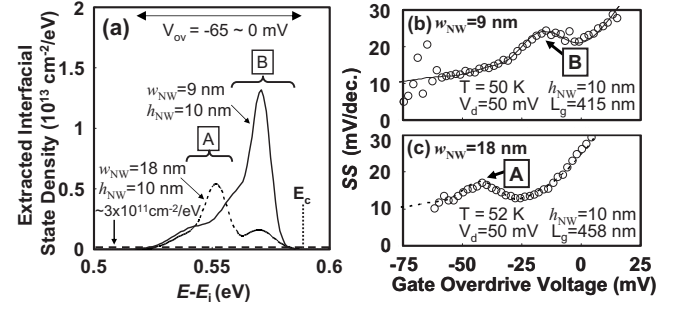 (a)
V_ov = -65 ~ 0 mV
B
w_NW=9 nm
h_NW=10 nm
A
w_NW=18 nm
h_NW=10 nm
~3x10^11cm^-2/eV
E_c
2
1.5
1
0.5
0
0.5
0.55
0.6
E-E_i (eV)
Extracted Interfacial
State Density (10^13 cm^-2/eV)
(b) w_NW=9 nm
B
T = 50 K h_NW=10 nm
V_d=50 mV L_g=415 nm
30
20
10
0
(c) w_NW=18 nm
A
T = 52 K h_NW=10 nm
V_d=50 mV L_g=458 nm
30
20
10
0
SS (mV/dec.)
-75 -50 -25 0 25
Gate Overdrive Voltage (mV)